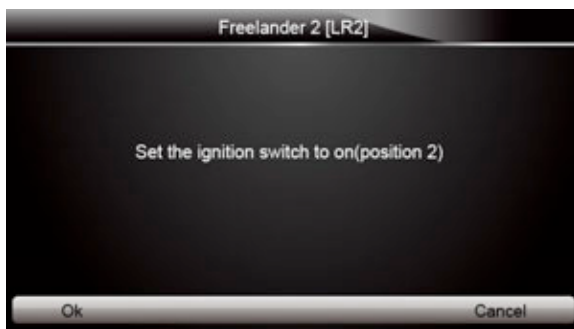 Freelander 2 [LR2]
Set the ignition switch to on(position 2)
Ok Cancel